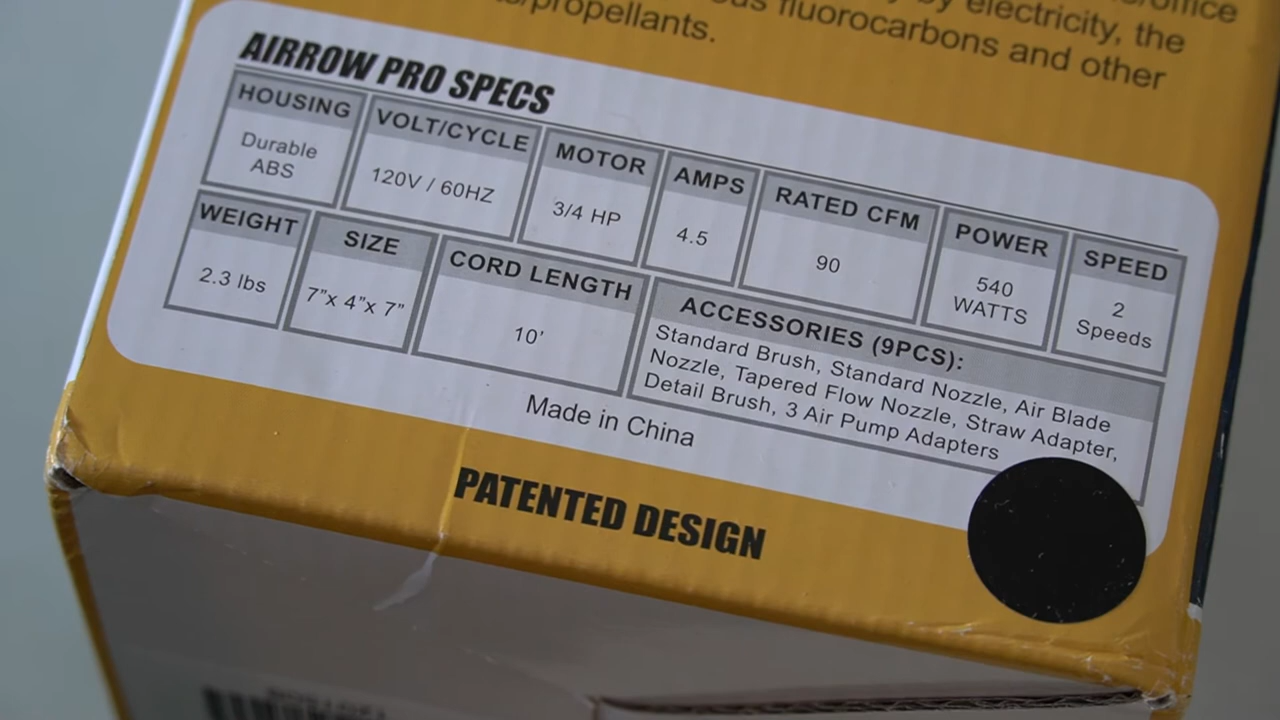 by electricity, the
fluorocarbons and other
propellants.
AIRROW PRO SPECS
HOUSING
Durable
ABS
VOLT/CYCLE
120V / 60HZ
MOTOR
3/4 HP
AMPS
4.5
RATED CFM
90
POWER
540
WATTS
SPEED
2
Speeds
WEIGHT
2.3 lbs
SIZE
7”x 4”x 7”
CORD LENGTH
10’
ACCESSORIES (9PCS):
Standard Brush, Standard Nozzle, Air Blade
Nozzle, Tapered Flow Nozzle, Straw Adapter,
Detail Brush, 3 Air Pump Adapters
Made in China
PATENTED DESIGN